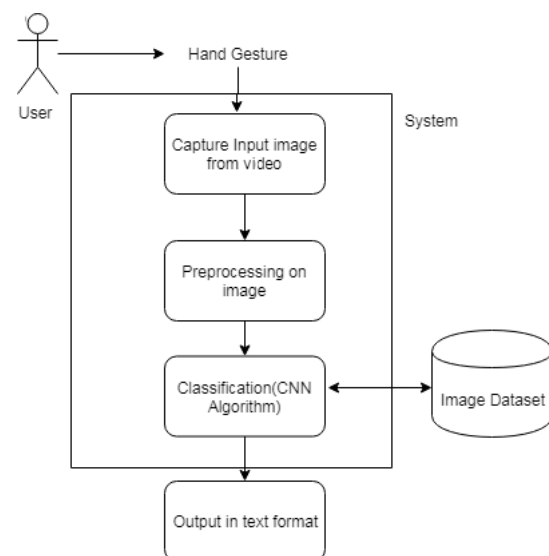 Hand Gesture
User
System
Capture Input image
from video
Preprocessing on
image
Classification(CNN
Algorithm)
Image Dataset
Output in text format